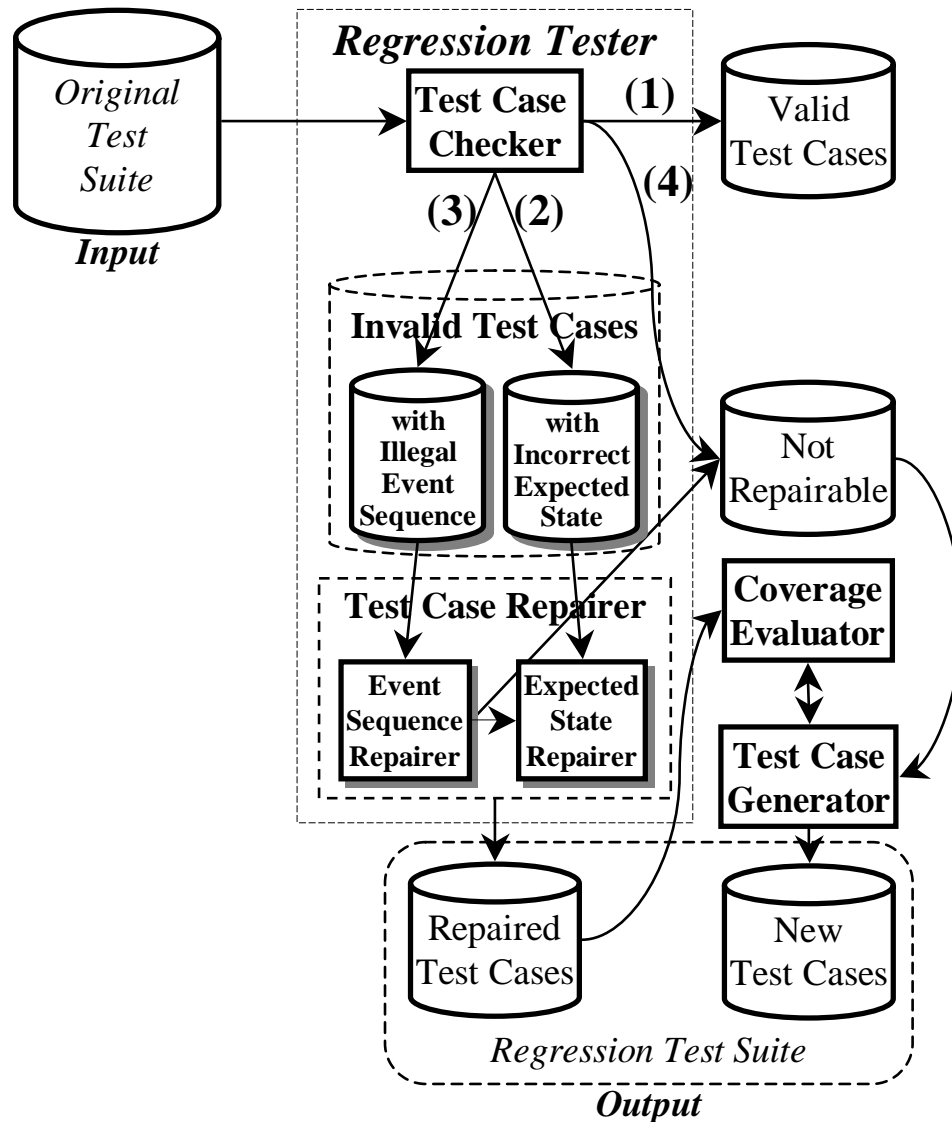 Regression Tester
Original
Test
Suite
Input
Test Case
Checker
(1)
Valid
Test Cases
(4)
(3)
(2)
Invalid Test Cases
with
Illegal
Event
Sequence
with
Incorrect
Expected
State
Not
Repairable
Test Case Repairer
Event
Sequence
Repairer
Expected
State
Repairer
Coverage
Evaluator
Test Case
Generator
Repaired
Test Cases
New
Test Cases
Regression Test Suite
Output